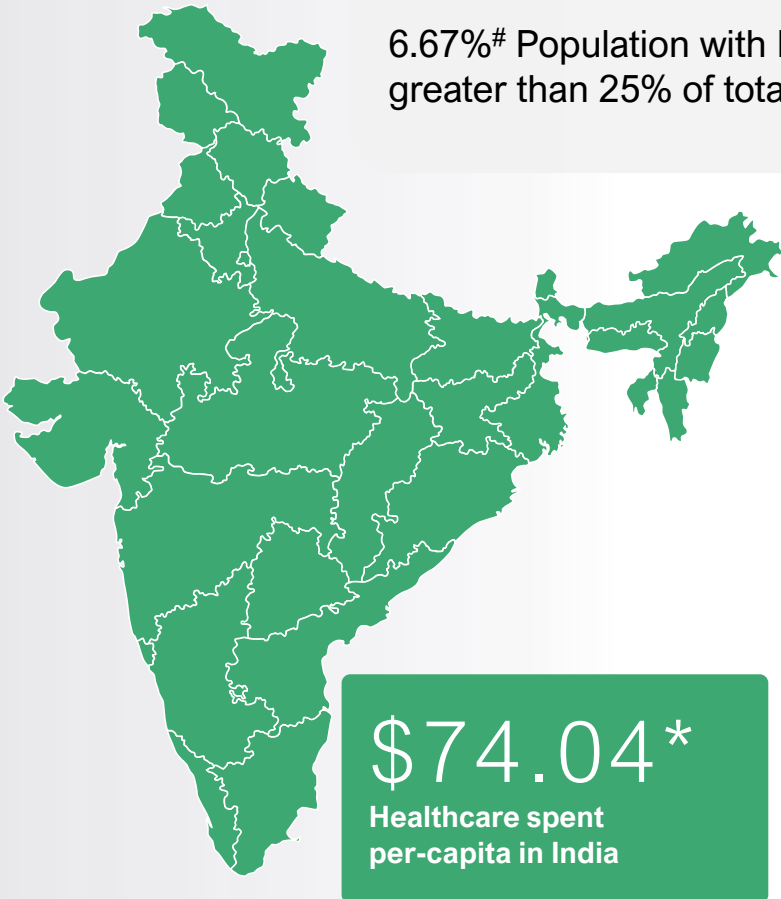 6.67%# Population with
greater than 25% of tota
$74.04*
Healthcare spent
per-capita in India